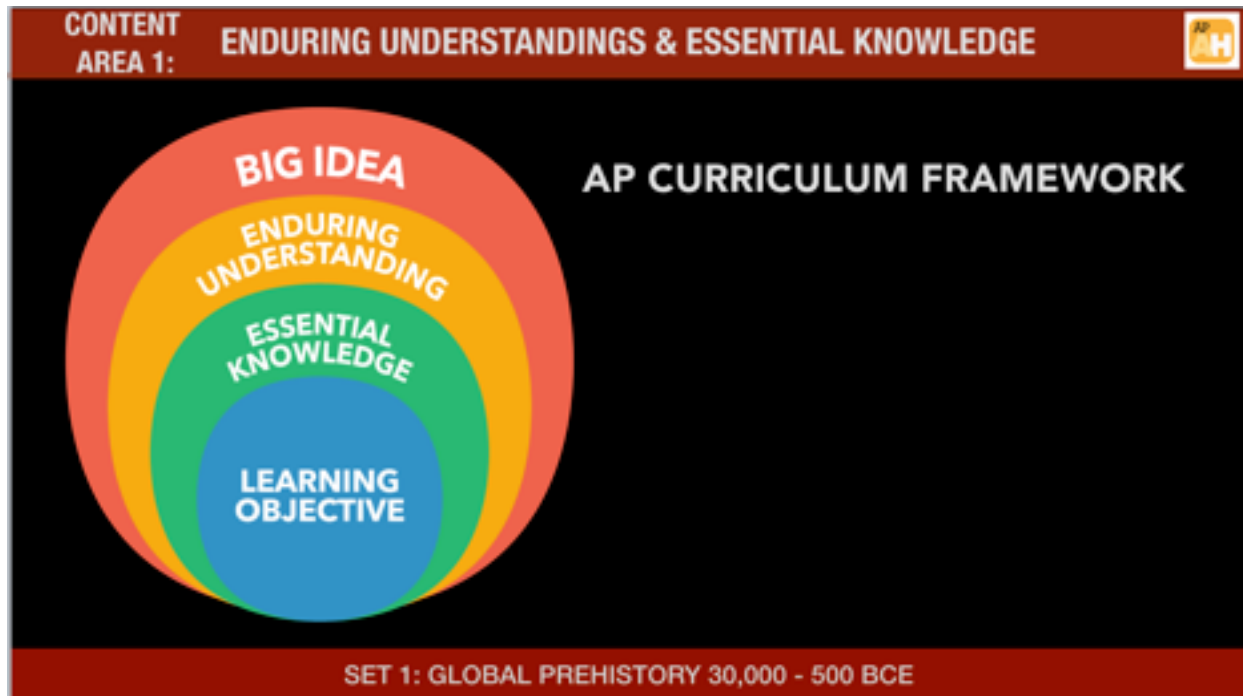 CONTENT
AREA 1:
ENDURING UNDERSTANDINGS & ESSENTIAL KNOWLEDGE
AP
AH
BIG IDEA
AP CURRICULUM FRAMEWORK
ENDURING
UNDERSTANDING
ESSENTIAL
KNOWLEDGE
LEARNING
OBJECTIVE
SET 1: GLOBAL PREHISTORY 30,000 - 500 BCE